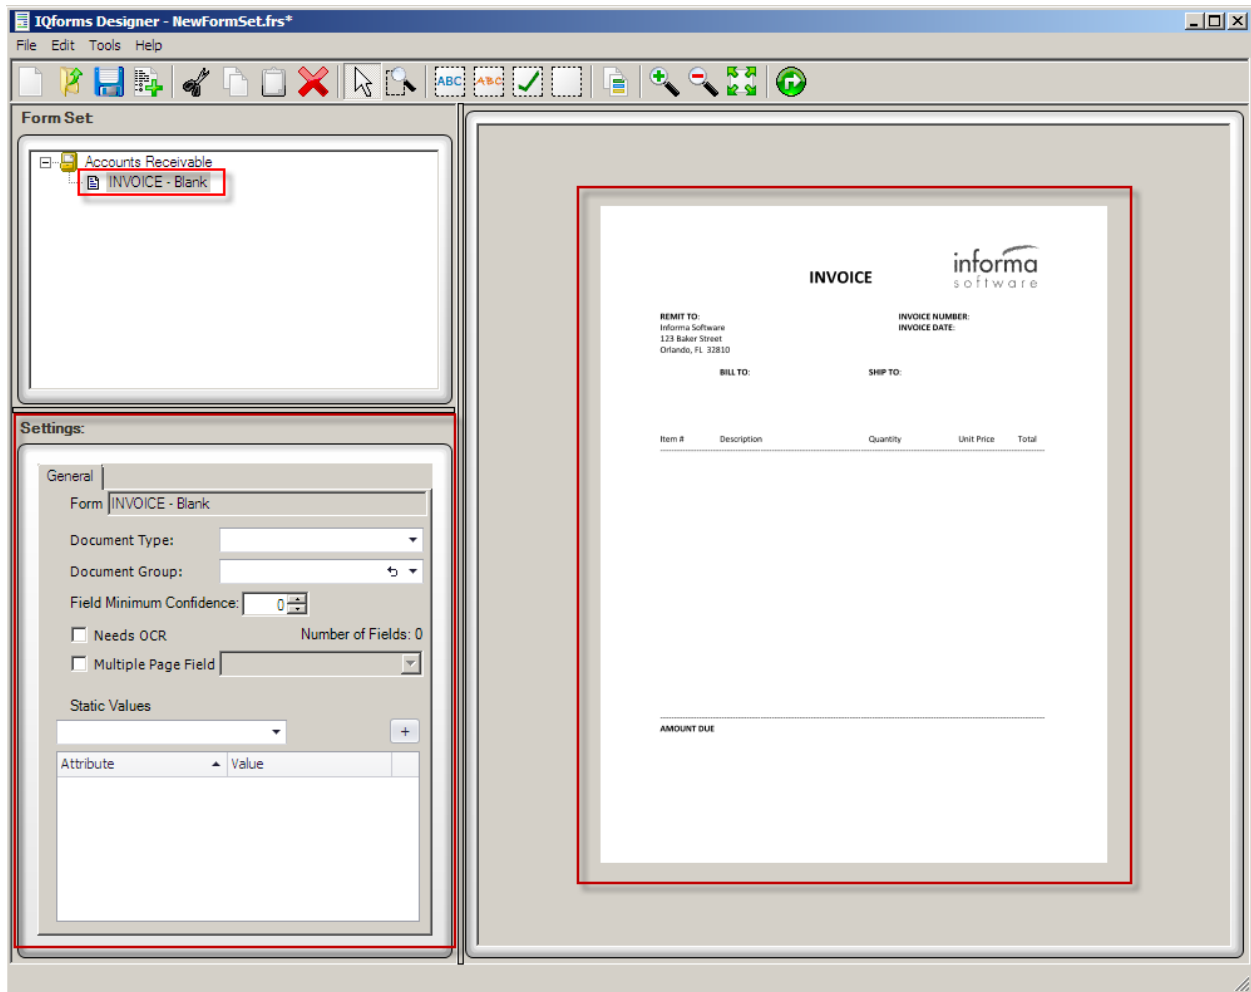 IQforms Designer - NewFormSet.frs*
File Edit Tools Help
ABC ABC
Form Set
Accounts Receivable
INVOICE - Blank
Settings:
General
Form INVOICE - Blank
Document Type:
Document Group:
Field Minimum Confidence: 0
Needs OCR Number of Fields: 0
Multiple Page Field
Static Values
+
Attribute Value
informa
software
INVOICE
REMIT TO: INVOICE NUMBER:
Informa Software INVOICE DATE:
123 Baker Street
Orlando, FL 32810
BILL TO: SHIP TO:
Item # Description Quantity Unit Price Total
AMOUNT DUE